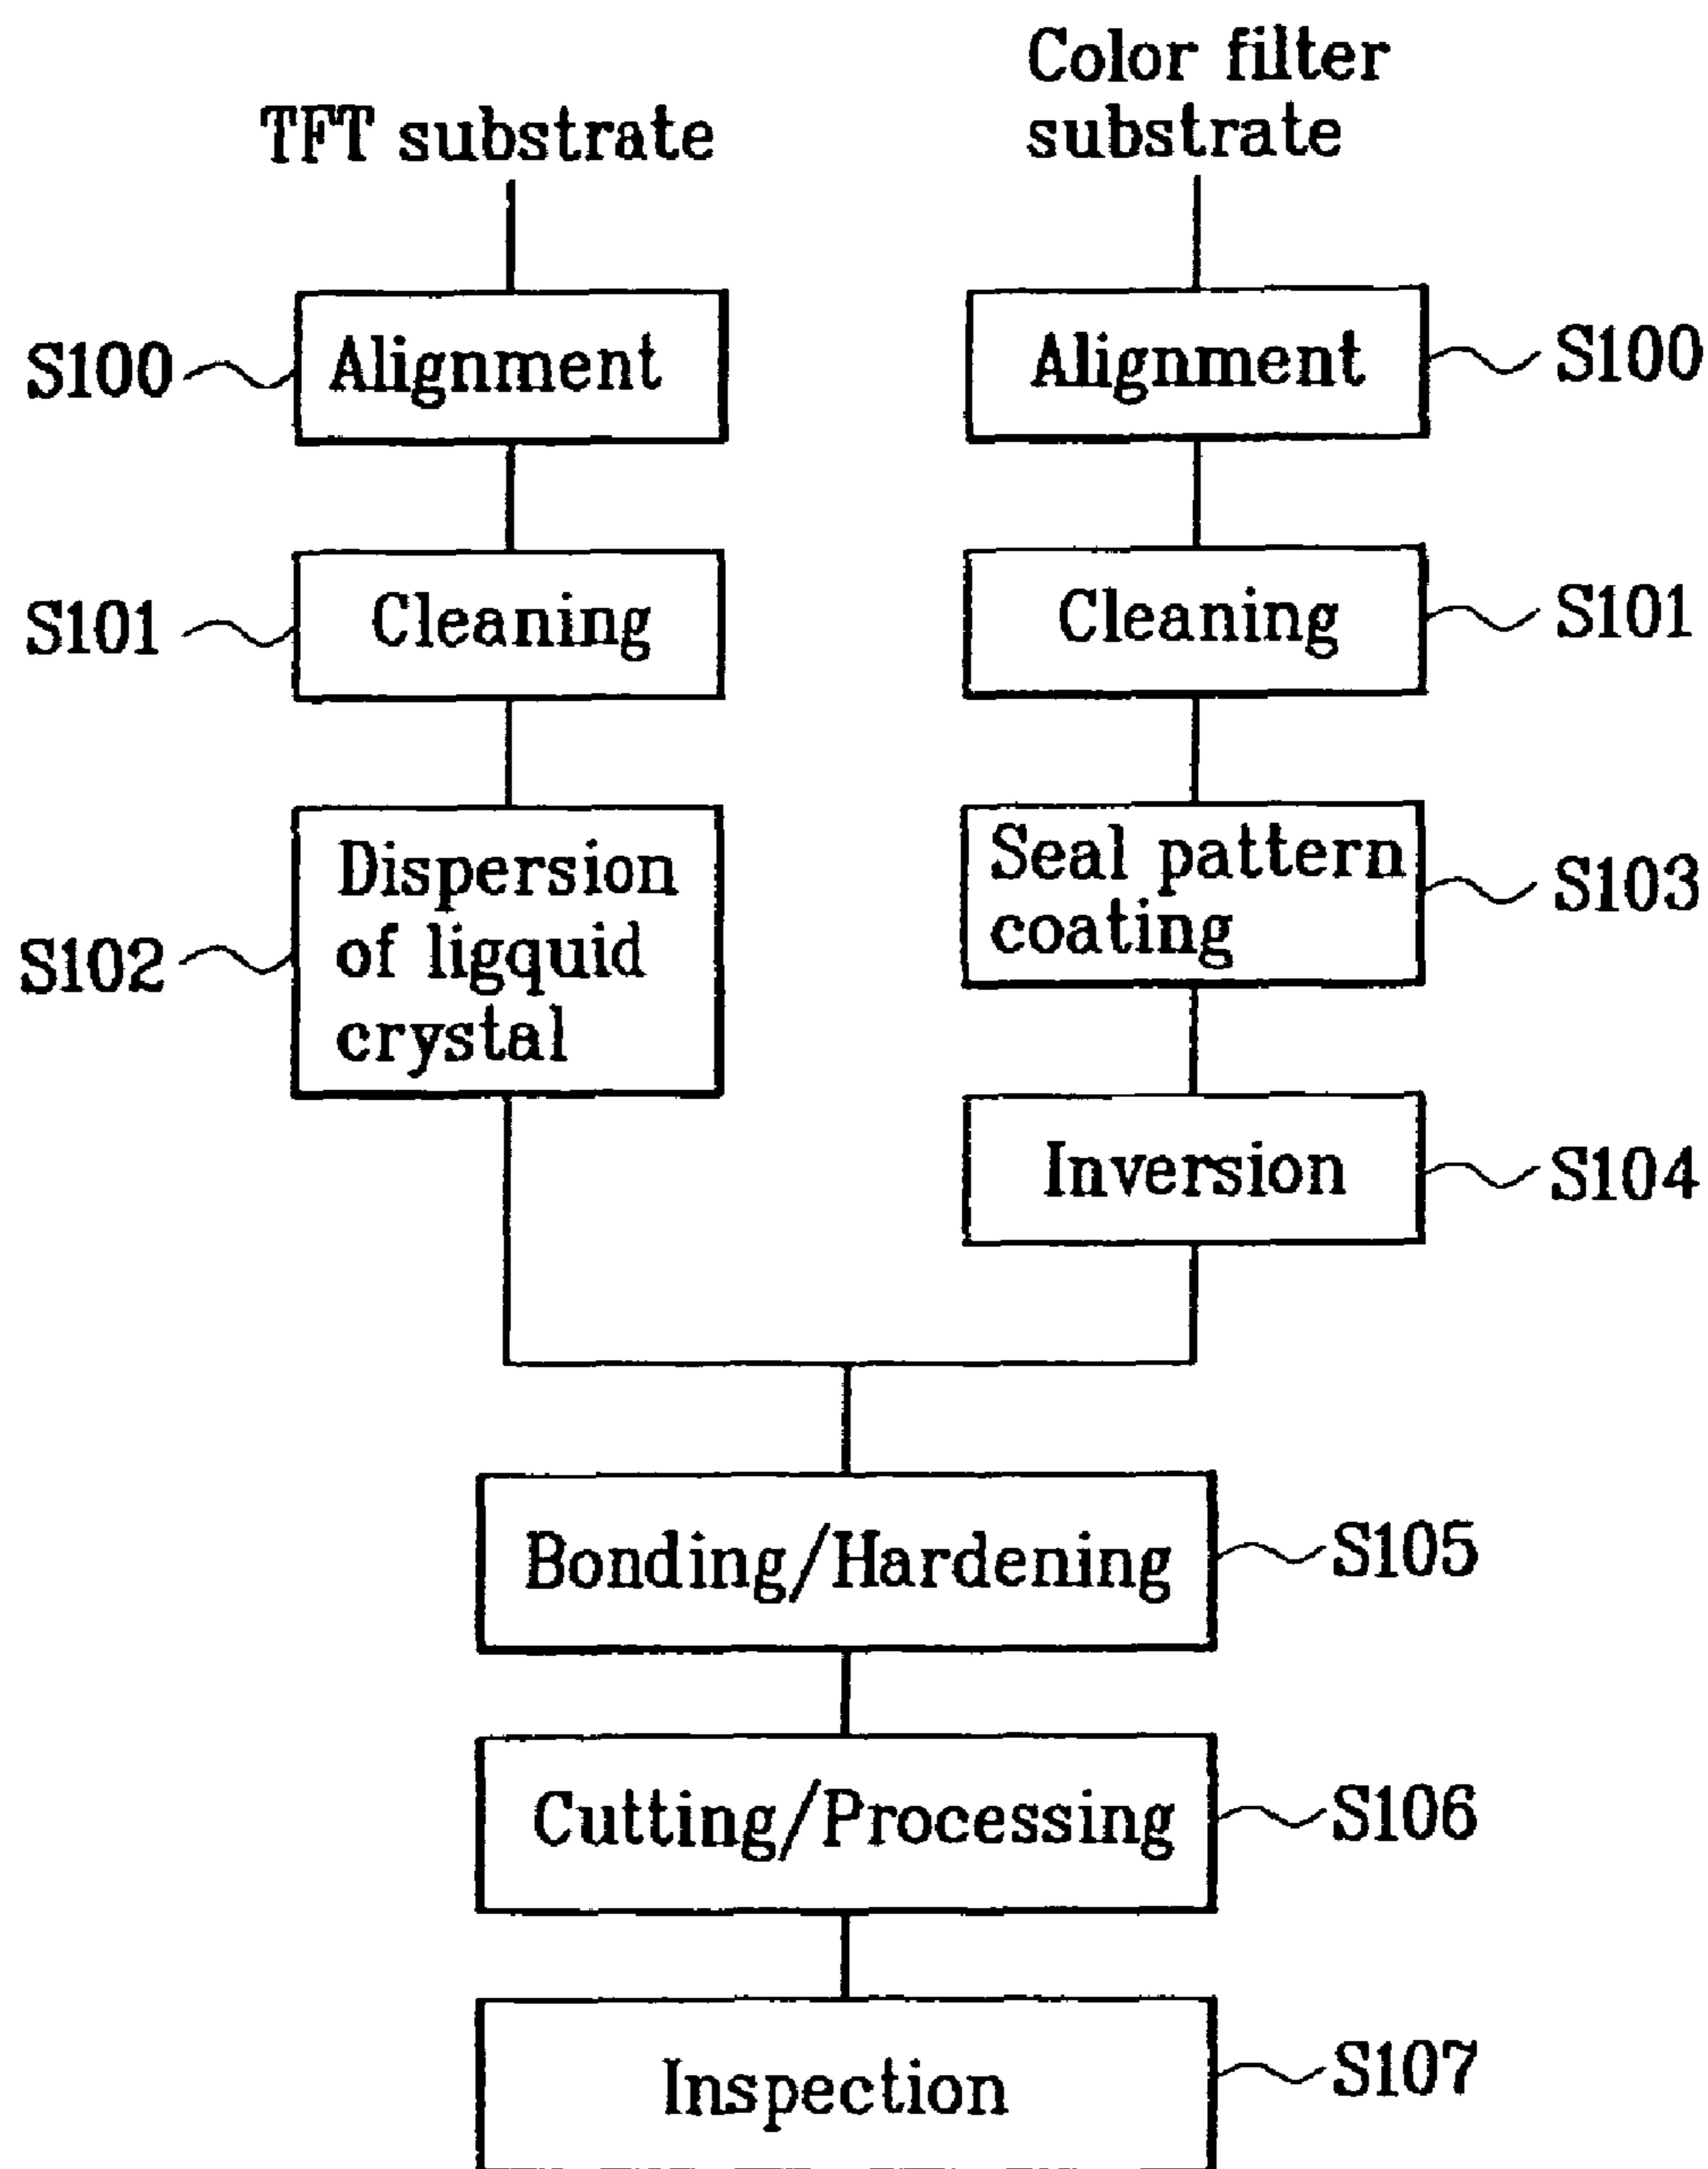 Color filter
substrate
TFT substrate
S100
Alignment
Alignment
S100
S101
Cleaning
Cleaning
S101
S102
Dispersion
of ligquid
crystal
Seal pattern
coating
S103
Inversion
S104
Bonding/Hardening
S105
Cutting/Processing
S106
Inspection
S107